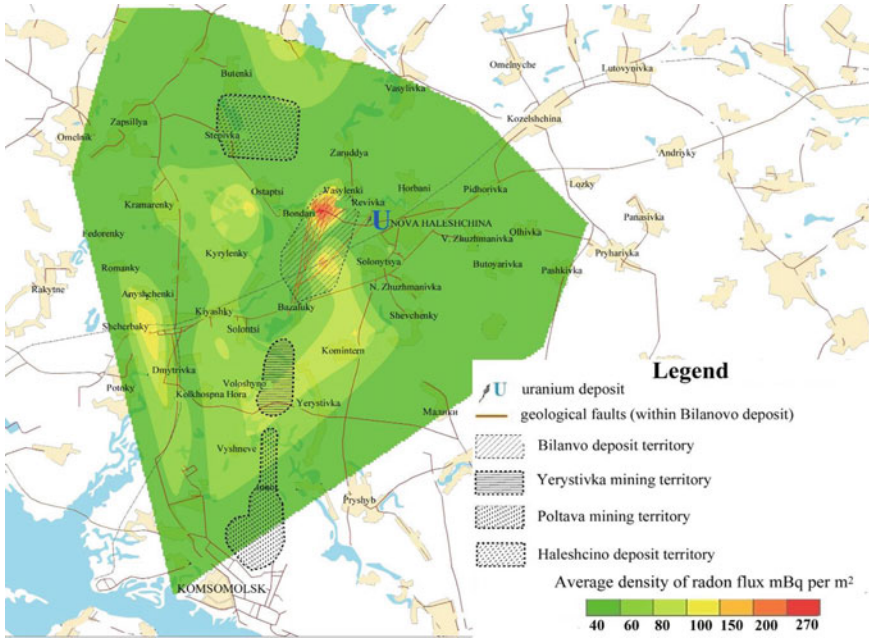 Omelnyche
Lutovynivka
Butenki
Vasylivka
Kozelshchina
Zapsillya
Omelnik
Stepivka
Zaruddya
Andriyky
Ostaptsi
Vasylenki
Horbani
Pidhorivka
Lozky
Kramarenky
Bondari
Revivka
Panasivka
U NOVA HALESHCHINA
Fedorenky
V. Zhuzhmanivka
Olhivka
Kyrylenky
Pryharivka
Romanky
Solonytsya
Butoyarivka
Pashkivka
Rakytne
Anyshchenki
N. Zhuzhmanivka
Kiyashky
Bazaluky
Shevchenky
Shcherbaky
Solontsi
Komintern
Dmytrivka
Potoky
Voloshyno
Kolkhospna Hora
Yerystivka
Малики
Vyshneve
Pryshyb
KOMSOMOLSK
Legend
U uranium deposit
geological faults (within Bilanovo deposit)
Bilanvo deposit territory
Yerystivka mining territory
Poltava mining territory
Haleshcino deposit territory
Average density of radon flux mBq per m²
40 60 80 100 150 200 270